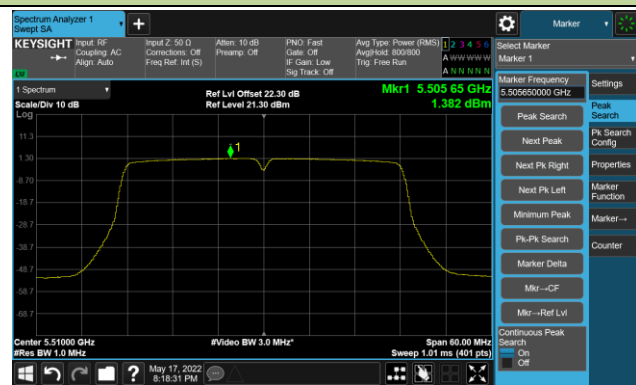 Spectrum Analyzer 1
Swept SA
Marker
KEYSIGHT
Input: RF
Coupling: AC
Align: Auto
Input Z: 50 Ω
Corrections: Off
Freq Ref: Int (S)
Atten: 10 dB
Preamp: Off
PNO: Fast
Gate: Off
IF Gain: Low
Sig Track: Off
Avg Type: Power (RMS)
Avg|Hold: 800/800
Trig: Free Run
1 2 3 4 5 6
A W W W W W
A N N N N N
LXI
Select Marker
Marker 1
1 Spectrum
Scale/Div 10 dB
Log
Ref Lvl Offset 22.30 dB
Ref Level 21.30 dBm
Mkr1 5.505 65 GHz
1.382 dBm
11.3
1.30
-8.70
-18.7
-28.7
-38.7
-48.7
-58.7
-68.7
1
Center 5.51000 GHz
#Res BW 1.0 MHz
#Video BW 3.0 MHz*
Span 60.00 MHz
Sweep 1.01 ms (401 pts)
Marker Frequency
5.505650000 GHz
Peak Search
Next Peak
Next Pk Right
Next Pk Left
Minimum Peak
Pk-Pk Search
Marker Delta
Mkr→CF
Mkr→Ref Lvl
Continuous Peak
Search
On
Off
Settings
Peak
Search
Pk Search
Config
Properties
Marker
Function
Marker→
Counter
May 17, 2022
8:18:31 PM